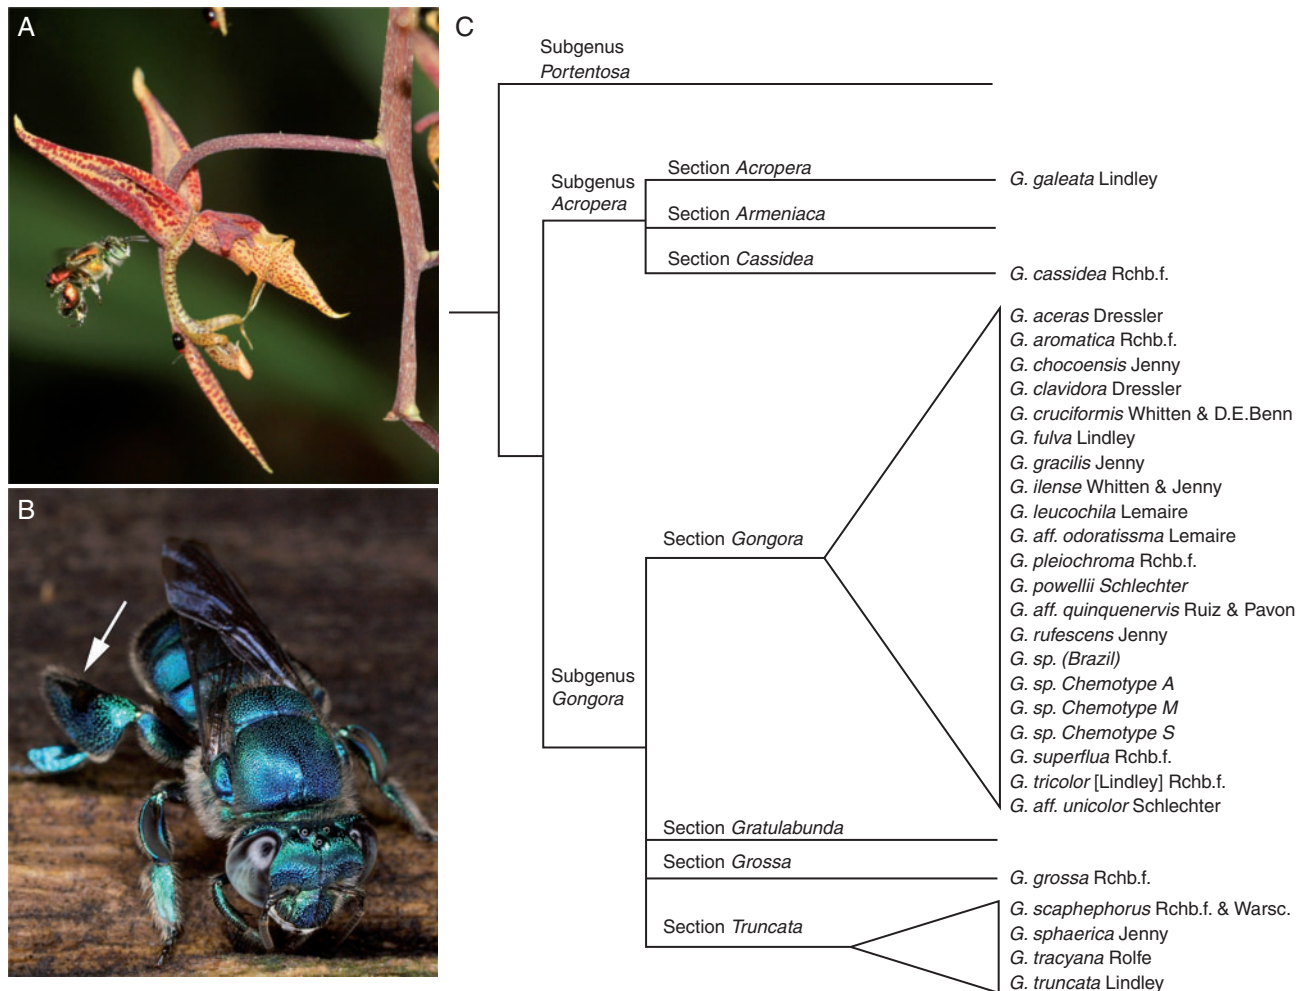 A
B
C
Subgenus
Portentosa
Subgenus
Acropera
Section Acropera
G. galeata Lindley
Section Armeniaca
Section Cassidea
G. cassidea Rchb.f.
Subgenus
Gongora
Section Gongora
G. aceras Dressler
G. aromatica Rchb.f.
G. chocoensis Jenny
G. clavidora Dressler
G. cruciformis Whitten & D.E.Benn
G. fulva Lindley
G. gracilis Jenny
G. ilense Whitten & Jenny
G. leucochila Lemaire
G. aff. odoratissma Lemaire
G. pleiochroma Rchb.f.
G. powellii Schlechter
G. aff. quinquenervis Ruiz & Pavon
G. rufescens Jenny
G. sp. (Brazil)
G. sp. Chemotype A
G. sp. Chemotype M
G. sp. Chemotype S
G. superflua Rchb.f.
G. tricolor [Lindley] Rchb.f.
G. aff. unicolor Schlechter
Section Gratulabunda
Section Grossa
G. grossa Rchb.f.
Section Truncata
G. scaphephorus Rchb.f. & Warsc.
G. sphaerica Jenny
G. tracyana Rolfe
G. truncata Lindley